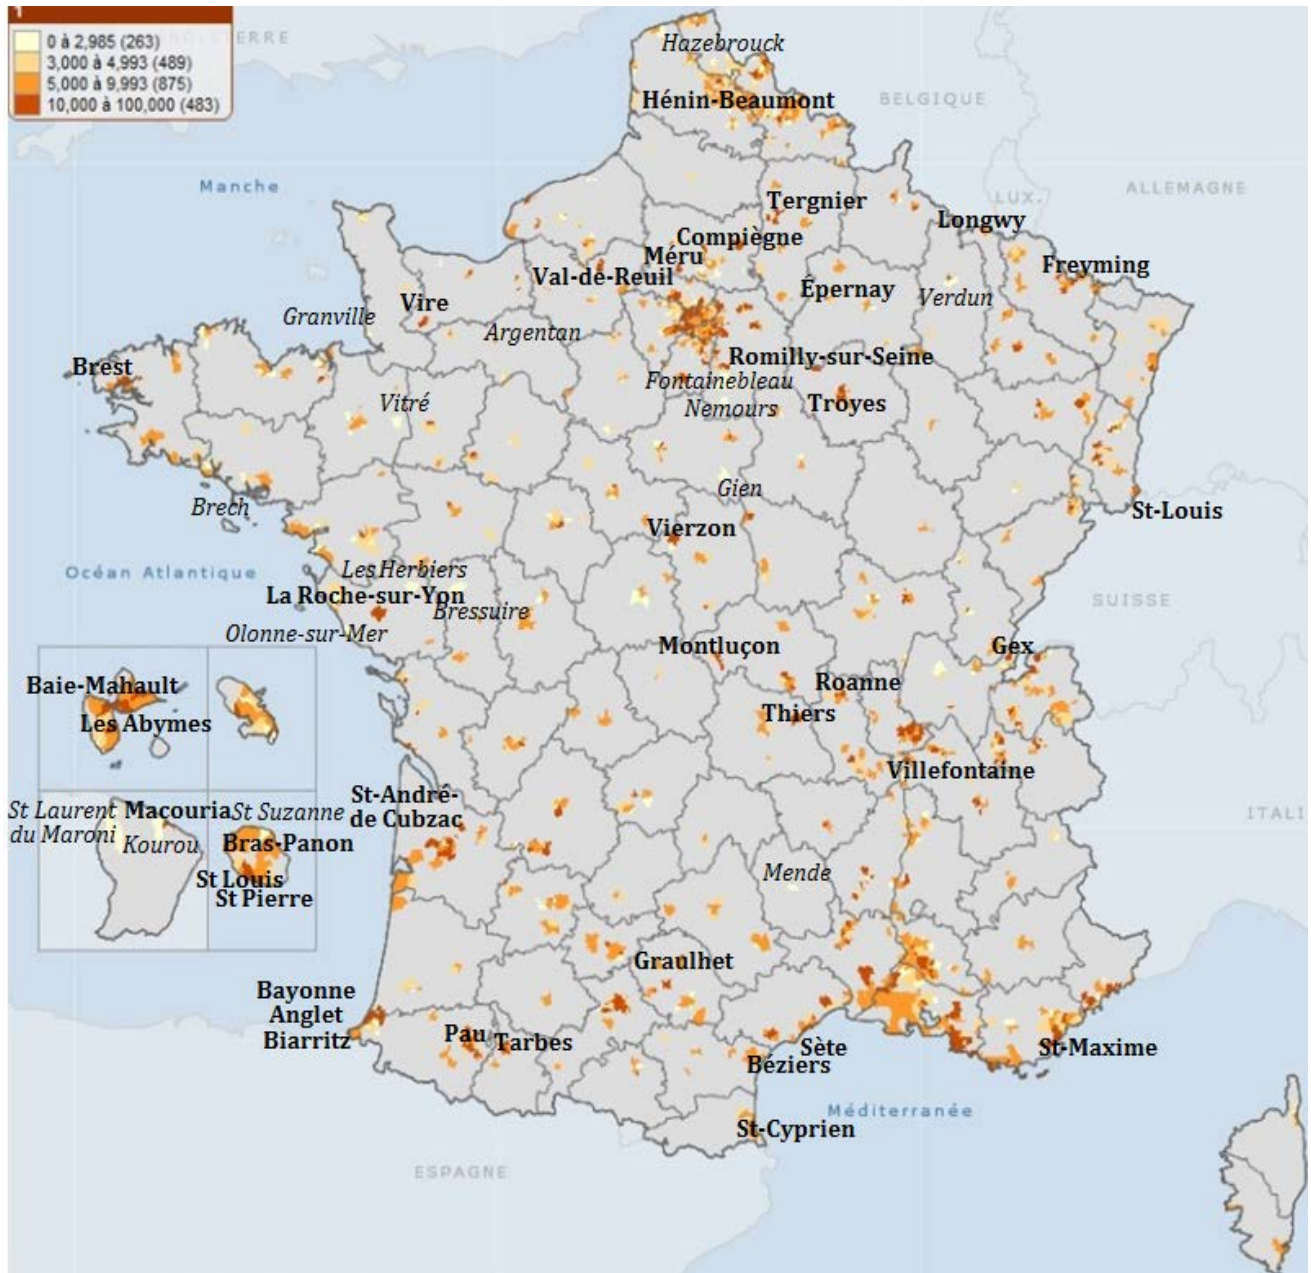 1
0 à 2,985 (263)
3,000 à 4,993 (489)
5,000 à 9,993 (875)
10,000 à 100,000 (483)
Hazebrouck
Hénin-Beaumont
BELGIQUE
Manche
ALLEMAGNE
LUX.
Tergnier
Longwy
Compiègne
Méru
Freyming
Val-de-Reuil
Épernay
Verdun
Vire
Granville
Argentan
Romilly-sur-Seine
Brest
Fontainebleau
Vitré
Nemours
Troyes
Gien
Brech
St-Louis
Vierzon
Océan Atlantique
Les Herbiers
La Roche-sur-Yon
Bressuire
SUISSE
Olonne-sur-Mer
Montluçon
Gex
Baie-Mahault
Roanne
Les Abymes
Thiers
Villefontaine
St-André-
de Cubzac
St Laurent
du Maroni
Macouria
St Suzanne
Kourou
Bras-Panon
ITALI
Mende
St Louis
St Pierre
Graulhet
Bayonne
Anglet
Biarritz
Pau
Tarbes
Sète
Béziers
St-Maxime
Méditerranée
St-Cyprien
ESPAGNE